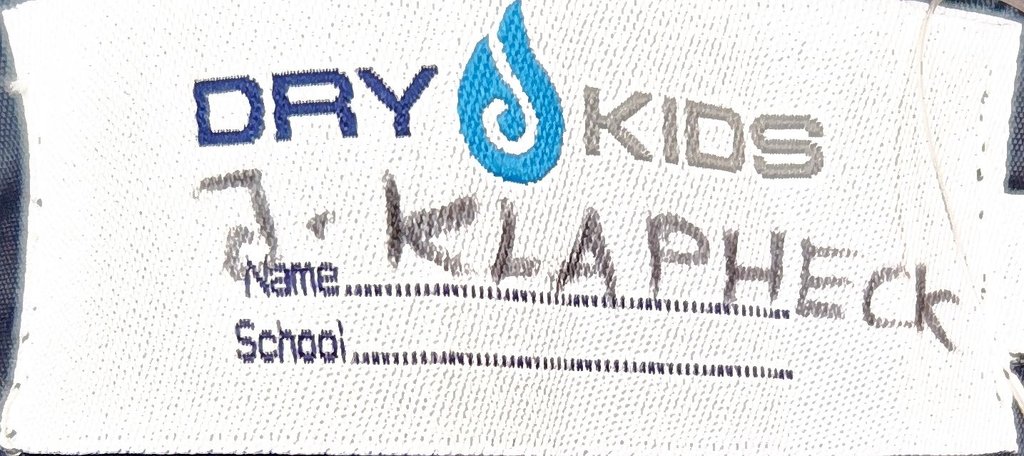 DRY KIDS
J. KLAPHECK
Name
School